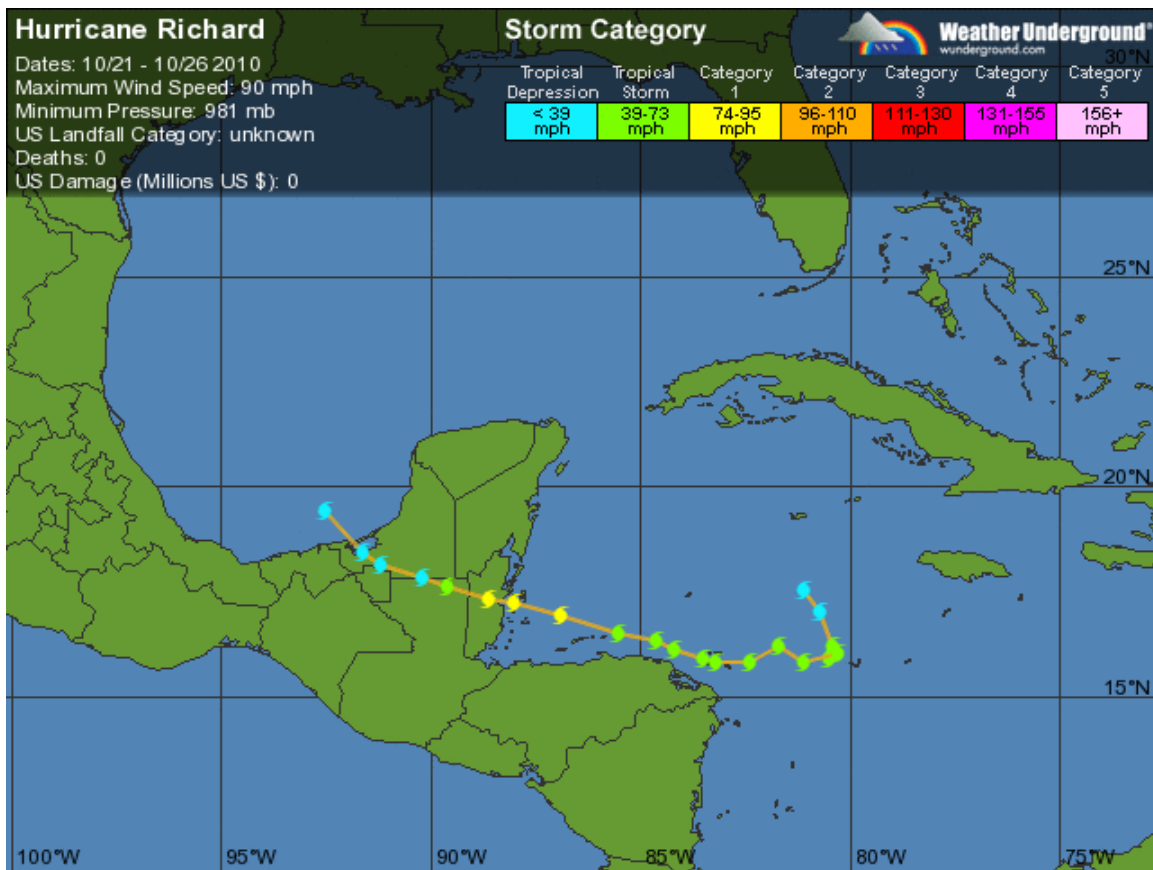 Hurricane Richard
Dates: 10/21 - 10/26 2010
Maximum Wind Speed: 90 mph
Minimum Pressure: 981 mb
US Landfall Category: unknown
Deaths: 0
US Damage (Millions US $): 0
Storm Category
Weather Underground®
wunderground.com
Tropical Depression
< 39 mph
Tropical Storm
39-73 mph
Category 1
74-95 mph
Category 2
96-110 mph
Category 3
111-130 mph
Category 4
131-155 mph
Category 5
156+ mph
30°N
25°N
20°N
15°N
100°W
95°W
90°W
85°W
80°W
75°W